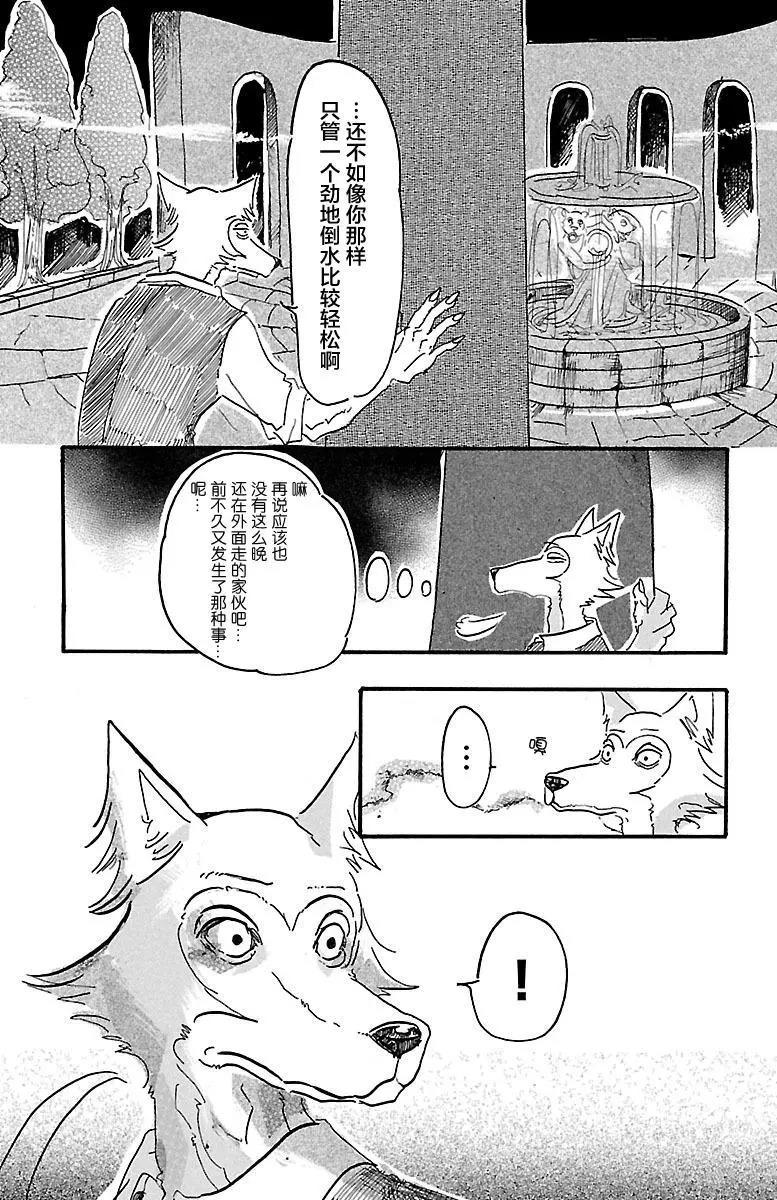 …还不如像你那样
只管一个劲地倒水比较轻松啊
嘛
再说应该也
没有这么晚
还在外面走的家伙吧…
前不久又发生了那种事
呢…
嗅
…
！